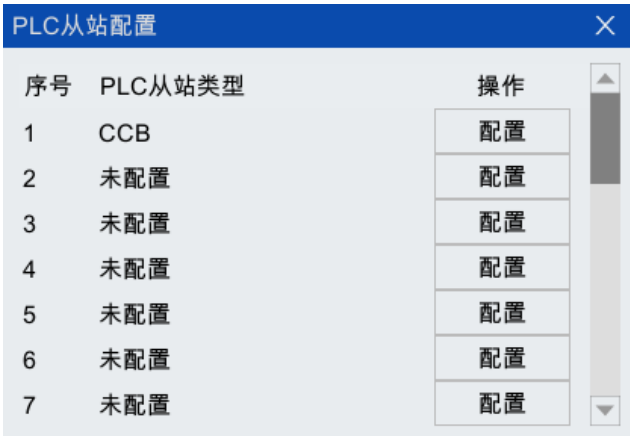 PLC从站配置
序号 PLC从站类型 操作
1 CCB 配置
2 未配置 配置
3 未配置 配置
4 未配置 配置
5 未配置 配置
6 未配置 配置
7 未配置 配置